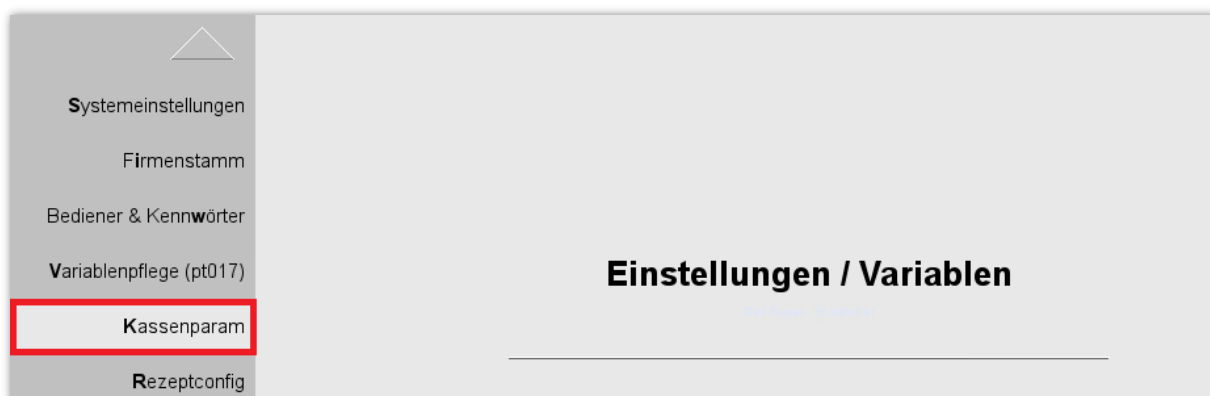 Systemeinstellungen
Firmenstamm
Bediener & Kennwörter
Variablenpflege (pt017)
Kassenparam
Rezeptconfig
Einstellungen / Variablen